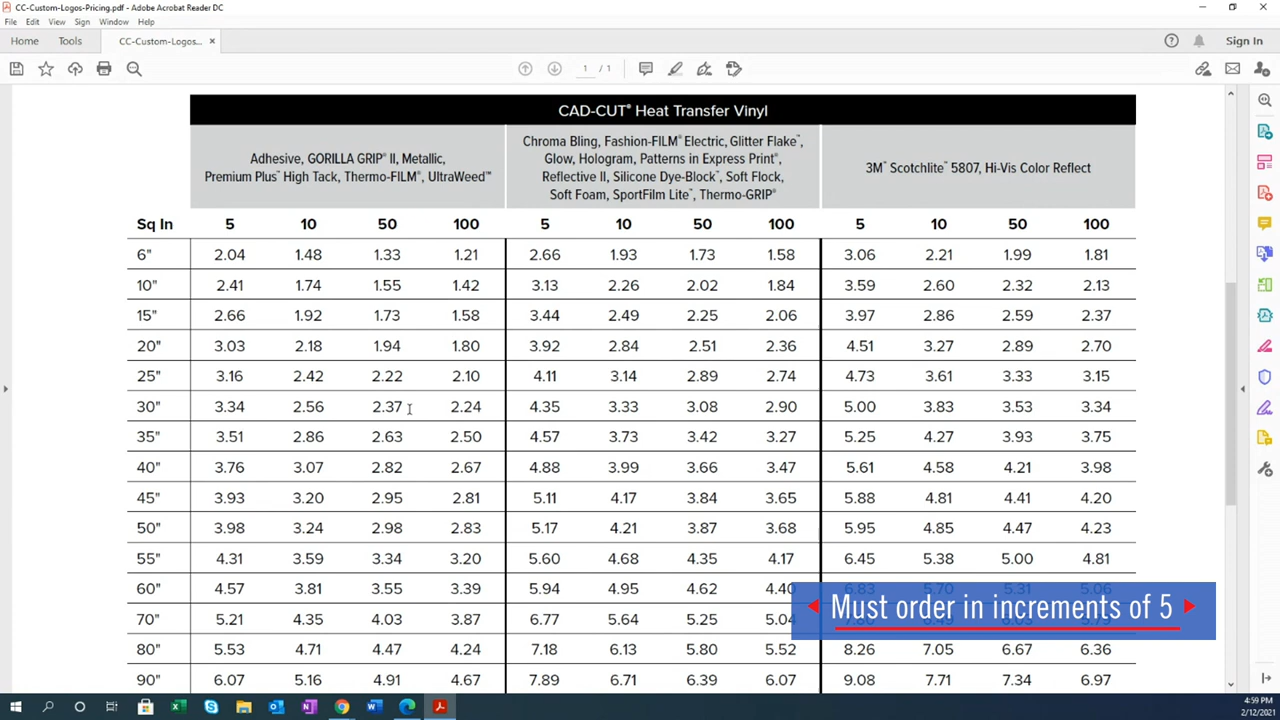 CC-Custom-Logos-Pricing.pdf - Adobe Acrobat Reader DC
File Edit View Sign Window Help
Home Tools CC-Custom-Logos... × Sign In
1 / 1
CAD-CUT® Heat Transfer Vinyl
Adhesive, GORILLA GRIP® II, Metallic,
Premium Plus™ High Tack, Thermo-FILM®, UltraWeed™
Chroma Bling, Fashion-FILM® Electric, Glitter Flake™,
Glow, Hologram, Patterns in Express Print®,
Reflective II, Silicone Dye-Block™, Soft Flock,
Soft Foam, SportFilm Lite™, Thermo-GRIP®
3M™ Scotchlite™ 5807, Hi-Vis Color Reflect
Sq In 5 10 50 100 5 10 50 100 5 10 50 100
6" 2.04 1.48 1.33 1.21 2.66 1.93 1.73 1.58 3.06 2.21 1.99 1.81
10" 2.41 1.74 1.55 1.42 3.13 2.26 2.02 1.84 3.59 2.60 2.32 2.13
15" 2.66 1.92 1.73 1.58 3.44 2.49 2.25 2.06 3.97 2.86 2.59 2.37
20" 3.03 2.18 1.94 1.80 3.92 2.84 2.51 2.36 4.51 3.27 2.89 2.70
25" 3.16 2.42 2.22 2.10 4.11 3.14 2.89 2.74 4.73 3.61 3.33 3.15
30" 3.34 2.56 2.37 2.24 4.35 3.33 3.08 2.90 5.00 3.83 3.53 3.34
35" 3.51 2.86 2.63 2.50 4.57 3.73 3.42 3.27 5.25 4.27 3.93 3.75
40" 3.76 3.07 2.82 2.67 4.88 3.99 3.66 3.47 5.61 4.58 4.21 3.98
45" 3.93 3.20 2.95 2.81 5.11 4.17 3.84 3.65 5.88 4.81 4.41 4.20
50" 3.98 3.24 2.98 2.83 5.17 4.21 3.87 3.68 5.95 4.85 4.47 4.23
55" 4.31 3.59 3.34 3.20 5.60 4.68 4.35 4.17 6.45 5.38 5.00 4.81
60" 4.57 3.81 3.55 3.39 5.94 4.95 4.62 4.40 6.83 5.70 5.31 5.06
70" 5.21 4.35 4.03 3.87 6.77 5.64 5.25 5.04
Must order in increments of 5
80" 5.53 4.71 4.47 4.24 7.18 6.13 5.80 5.52 8.26 7.05 6.67 6.36
90" 6.07 5.16 4.91 4.67 7.89 6.71 6.39 6.07 9.08 7.71 7.34 6.97
4:59 PM
2/12/2021